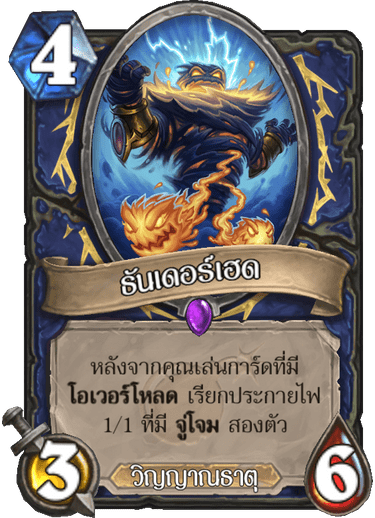 4
ธันเดอร์เฮด
หลังจากคุณเล่นการ์ดที่มี
โอเวอร์โหลด เรียกประกายไฟ
1/1 ที่มี จู่โจม สองตัว
3
วิญญาณธาตุ
6